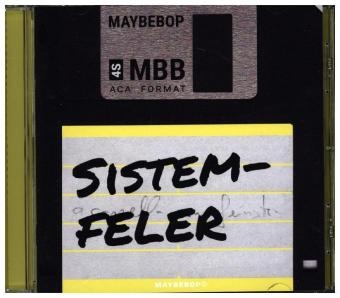 MAYBEBOP
4S MBB
ACA FORMAT
SISTEM-
FELER
MAYBEBOP